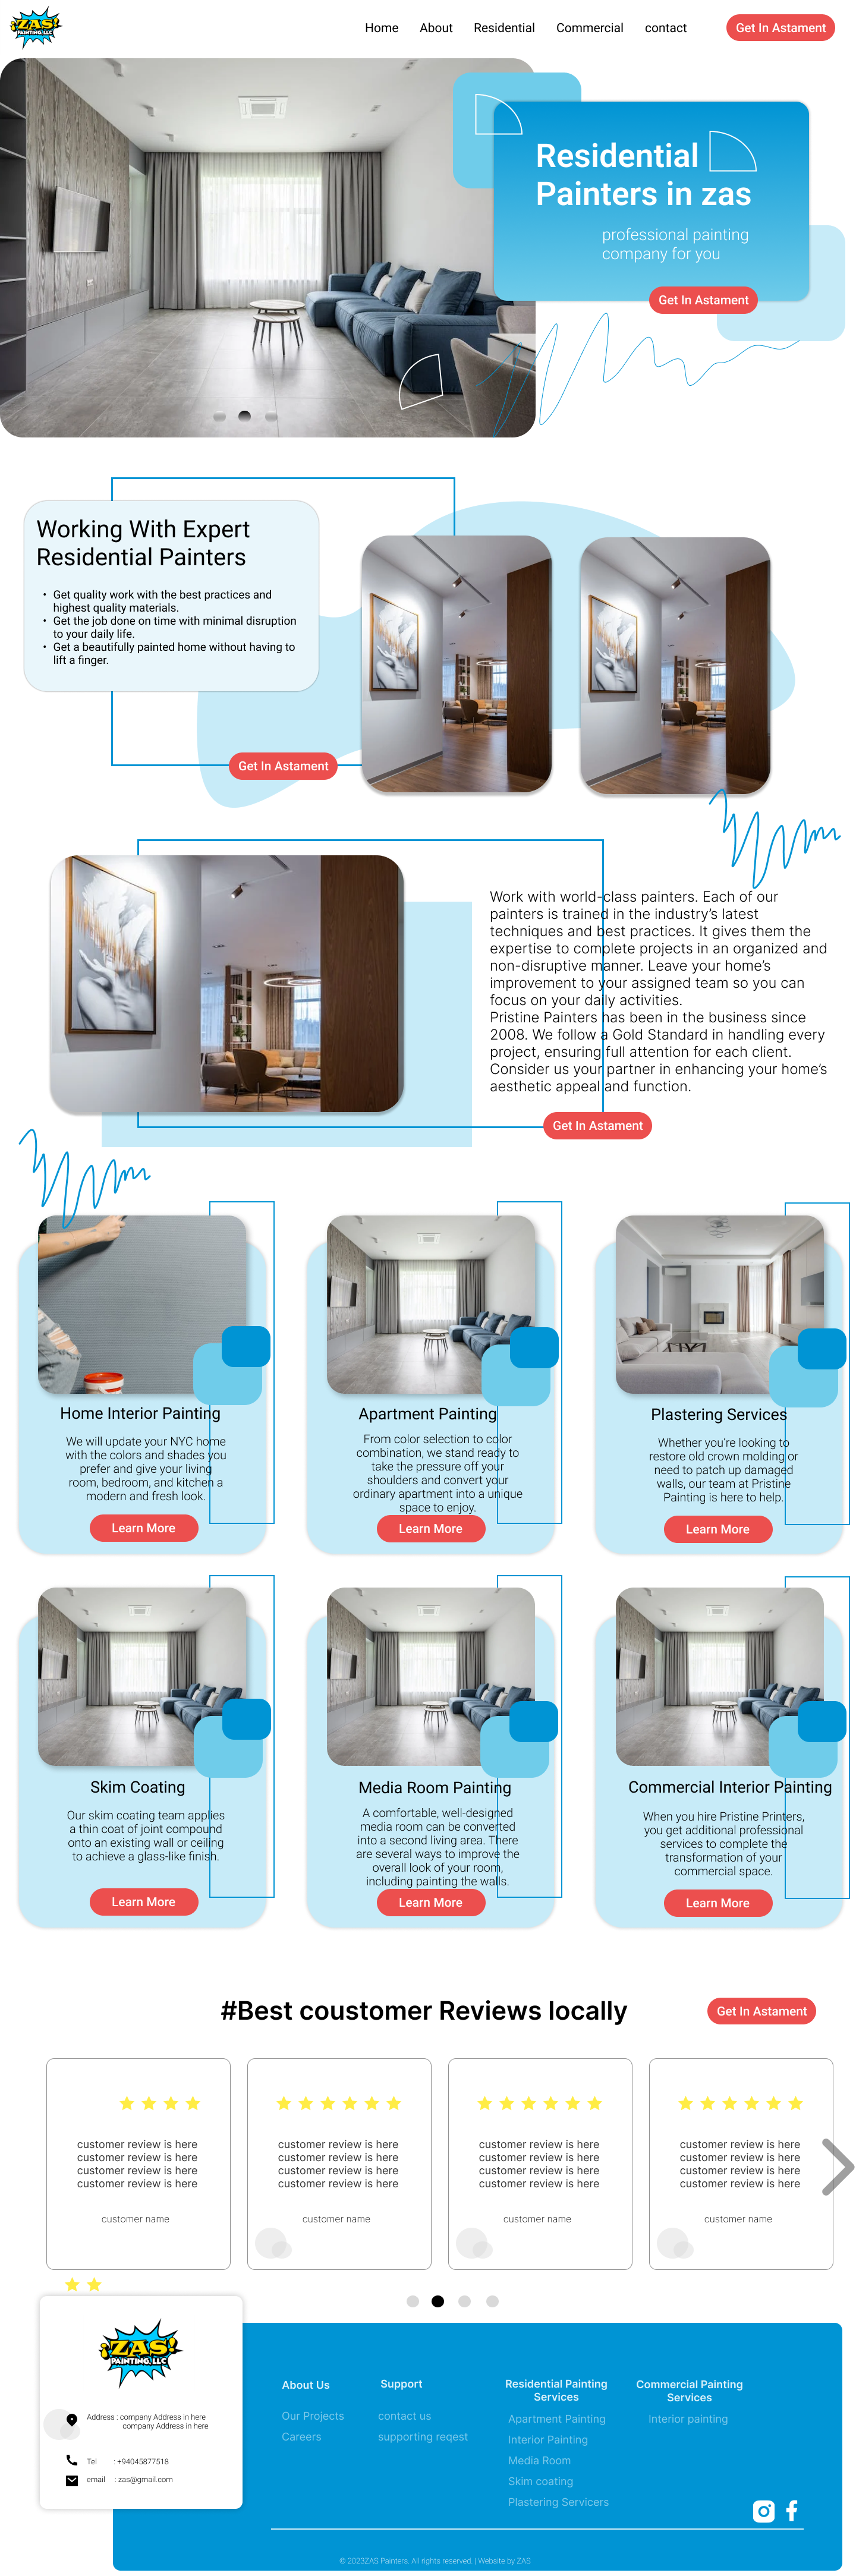 ZAS!
PAINTING, LLC
Home About Residential Commercial contact
Get In Astament
Residential
Painters in zas
professional painting
company for you
Get In Astament
Working With Expert
Residential Painters
• Get quality work with the best practices and
highest quality materials.
• Get the job done on time with minimal disruption
to your daily life.
• Get a beautifully painted home without having to
lift a finger.
Get In Astament
Work with world-class painters. Each of our
painters is trained in the industry’s latest
techniques and best practices. It gives them the
expertise to complete projects in an organized and
non-disruptive manner. Leave your home’s
improvement to your assigned team so you can
focus on your daily activities.
Pristine Painters has been in the business since
2008. We follow a Gold Standard in handling every
project, ensuring full attention for each client.
Consider us your partner in enhancing your home’s
aesthetic appeal and function.
Get In Astament
Home Interior Painting
We will update your NYC home
with the colors and shades you
prefer and give your living
room, bedroom, and kitchen a
modern and fresh look.
Learn More
Apartment Painting
From color selection to color
combination, we stand ready to
take the pressure off your
shoulders and convert your
ordinary apartment into a unique
space to enjoy.
Learn More
Plastering Services
Whether you’re looking to
restore old crown molding or
need to patch up damaged
walls, our team at Pristine
Painting is here to help.
Learn More
Skim Coating
Our skim coating team applies
a thin coat of joint compound
onto an existing wall or ceiling
to achieve a glass-like finish.
Learn More
Media Room Painting
A comfortable, well-designed
media room can be converted
into a second living area. There
are several ways to improve the
overall look of your room,
including painting the walls.
Learn More
Commercial Interior Painting
When you hire Pristine Printers,
you get additional professional
services to complete the
transformation of your
commercial space.
Learn More
#Best coustomer Reviews locally
Get In Astament
customer review is here
customer review is here
customer review is here
customer review is here
customer name
customer review is here
customer review is here
customer review is here
customer review is here
customer name
customer review is here
customer review is here
customer review is here
customer review is here
customer name
customer review is here
customer review is here
customer review is here
customer review is here
customer name
ZAS!
PAINTING, LLC
Address : company Address in here
company Address in here
Tel : +94045877518
email : zas@gmail.com
About Us
Our Projects
Careers
Support
contact us
supporting reqest
Residential Painting
Services
Apartment Painting
Interior Painting
Media Room
Skim coating
Plastering Servicers
Commercial Painting
Services
Interior painting
© 2023ZAS Painters. All rights reserved. | Website by ZAS